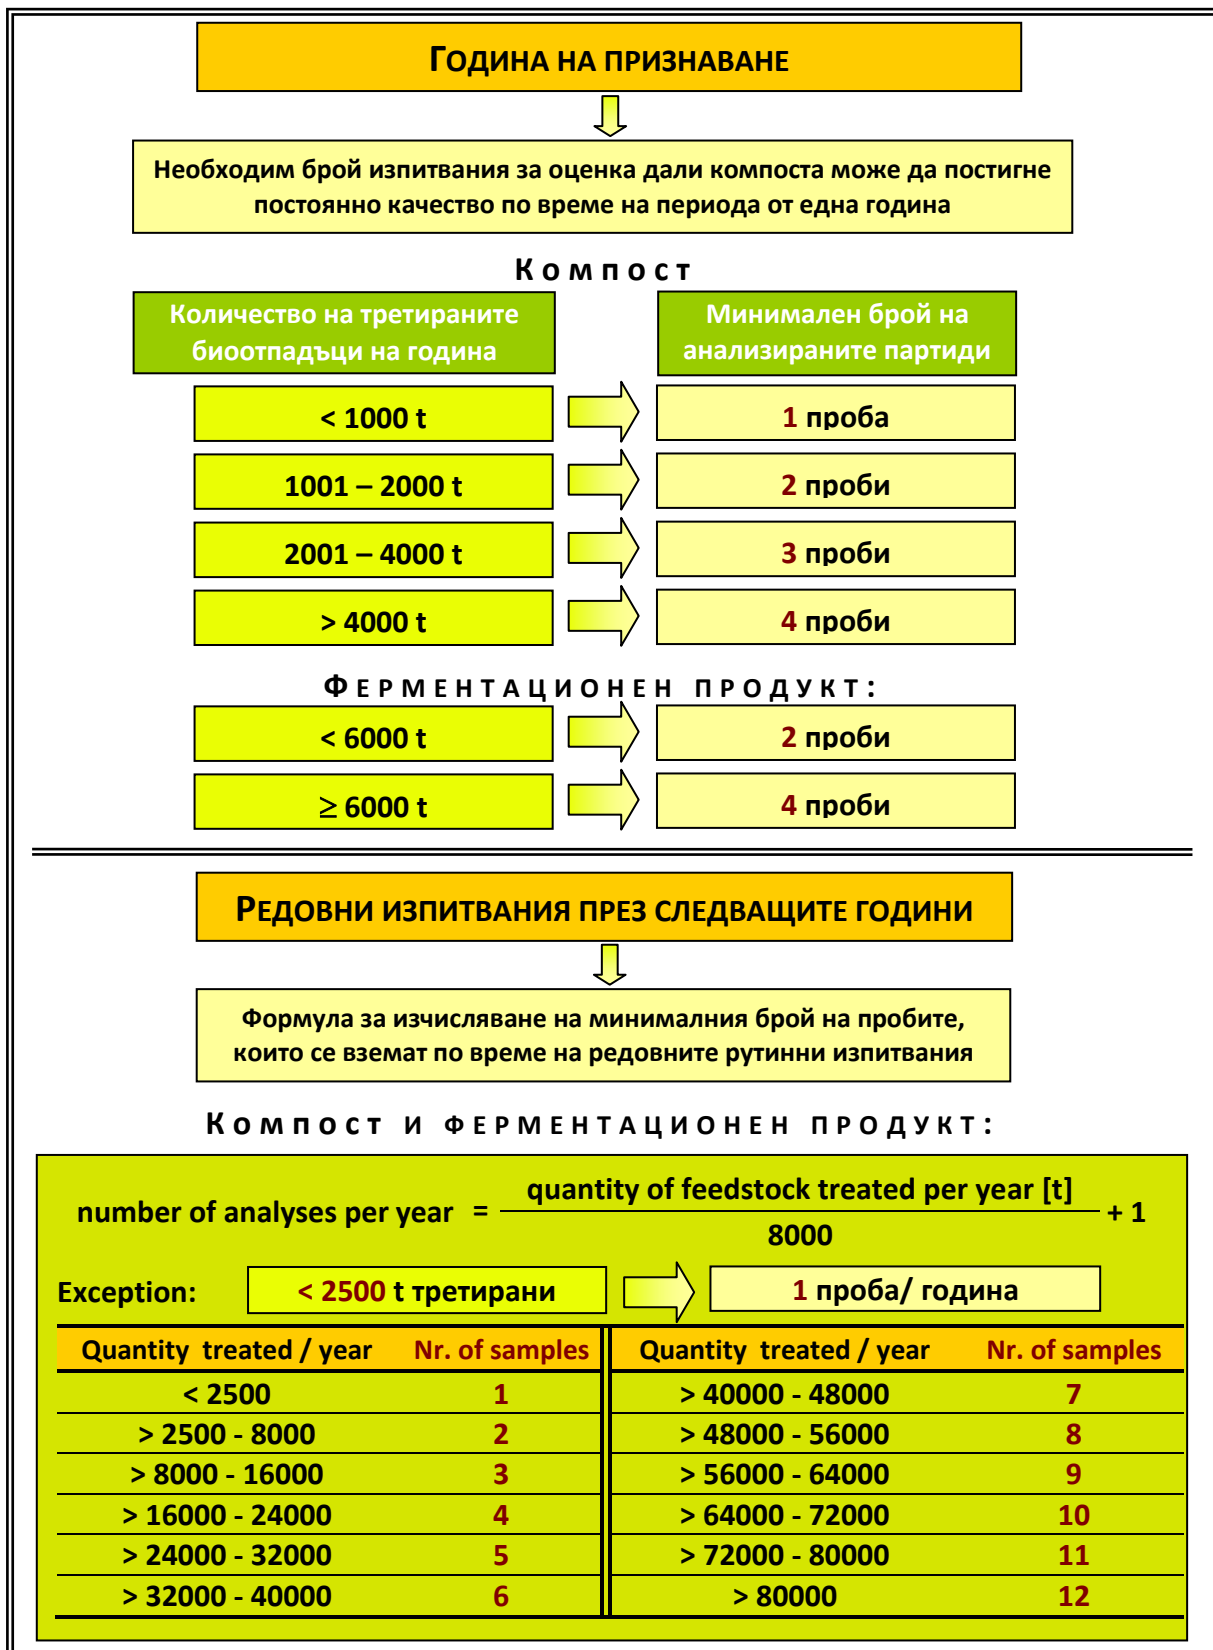 ГОДИНА НА ПРИЗНАВАНЕ
Необходим брой изпитвания за оценка дали компоста може да постигне
постоянно качество по време на периода от една година
Компост
Количество на третираните
биоотпадъци на година
Минимален брой на
анализираните партиди
< 1000 t
1 проба
1001 – 2000 t
2 проби
2001 – 4000 t
3 проби
> 4000 t
4 проби
ФЕРМЕНТАЦИОНЕН ПРОДУКТ:
< 6000 t
2 проби
≥ 6000 t
4 проби
РЕДОВНИ ИЗПИТВАНИЯ ПРЕЗ СЛЕДВАЩИТЕ ГОДИНИ
Формула за изчисляване на минималния брой на пробите,
които се вземат по време на редовните рутинни изпитвания
Компост И ФЕРМЕНТАЦИОНЕН ПРОДУКТ:
number of analyses per year = quantity of feedstock treated per year [t] / 8000 + 1
Exception: < 2500 t третирани 1 проба/ година
Quantity treated / year Nr. of samples Quantity treated / year Nr. of samples
< 2500 1 > 40000 - 48000 7
> 2500 - 8000 2 > 48000 - 56000 8
> 8000 - 16000 3 > 56000 - 64000 9
> 16000 - 24000 4 > 64000 - 72000 10
> 24000 - 32000 5 > 72000 - 80000 11
> 32000 - 40000 6 > 80000 12